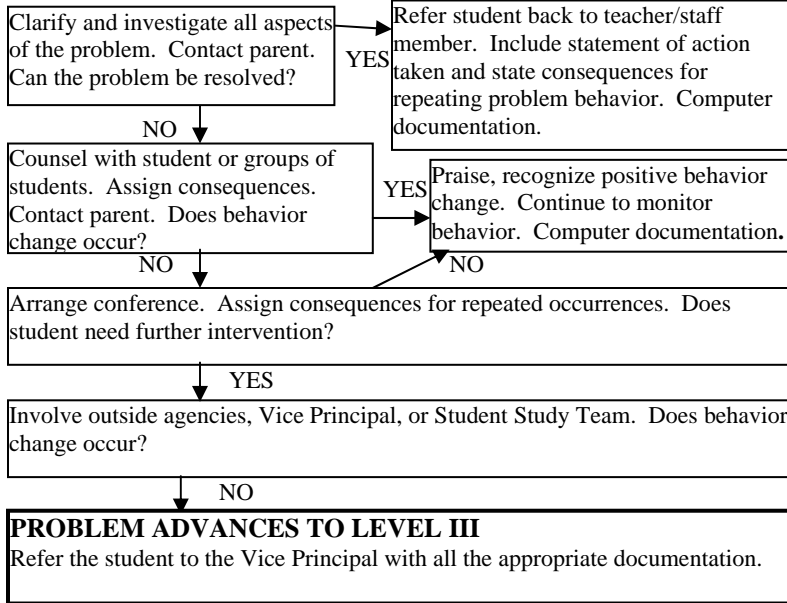 Clarify and investigate all aspects
of the problem.  Contact parent.
Can the problem be resolved?
YES
Refer student back to teacher/staff
member.  Include statement of action
taken and state consequences for
repeating problem behavior.  Computer
documentation.
NO
Counsel with student or groups of
students.  Assign consequences.
Contact parent.  Does behavior
change occur?
YES
Praise, recognize positive behavior
change.  Continue to monitor
behavior.  Computer documentation.
NO
NO
Arrange conference.  Assign consequences for repeated occurrences.  Does
student need further intervention?
YES
Involve outside agencies, Vice Principal, or Student Study Team.  Does behavior
change occur?
NO
PROBLEM ADVANCES TO LEVEL III
Refer the student to the Vice Principal with all the appropriate documentation.